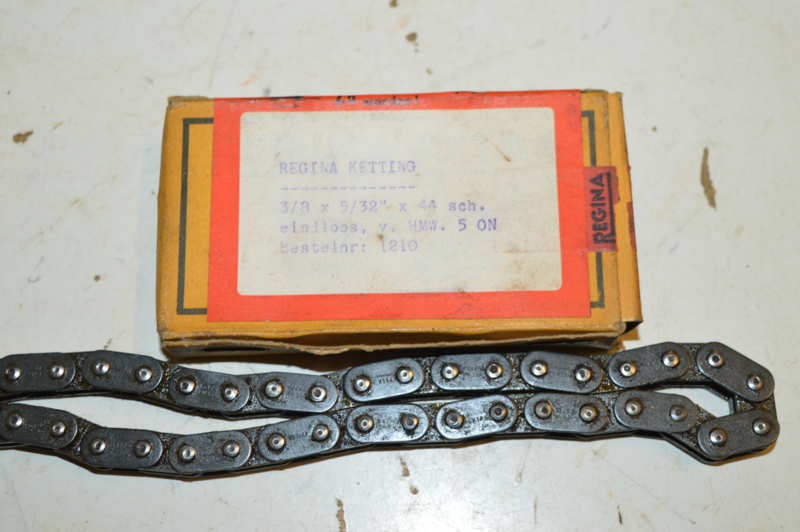 REGINA KETTING
--------------
3/8 x 5/32" x 44 sch.
eindloos, v. HMW. 5 ON
Bestelnr: 1210
REGINA